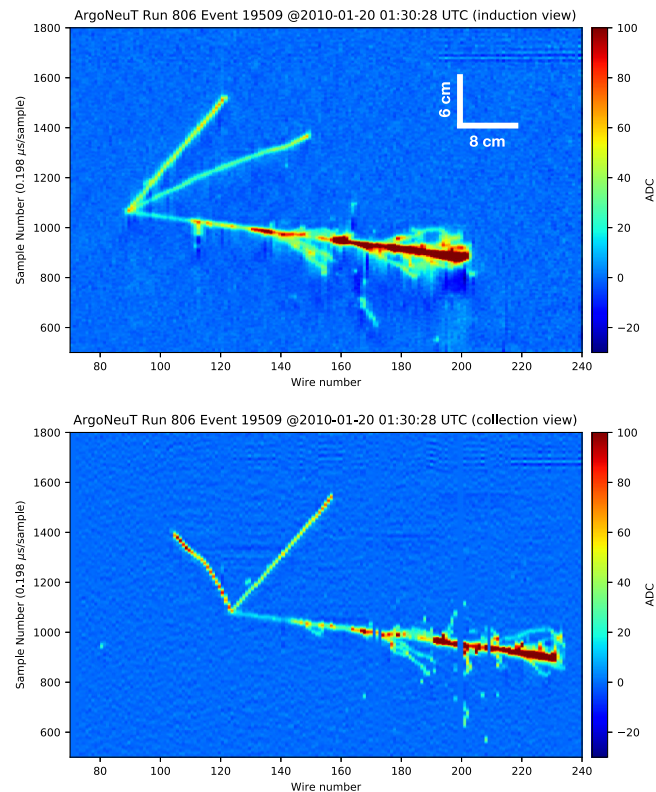 ArgoNeuT Run 806 Event 19509 @2010-01-20 01:30:28 UTC (induction view)
1800
1600
1400
1200
1000
800
600
Sample Number (0.198 μs/sample)
6 cm
8 cm
80 100 120 140 160 180 200 220 240
Wire number
100
80
60
40
20
0
−20
ADC
ArgoNeuT Run 806 Event 19509 @2010-01-20 01:30:28 UTC (collection view)
1800
1600
1400
1200
1000
800
600
Sample Number (0.198 μs/sample)
80 100 120 140 160 180 200 220 240
Wire number
100
80
60
40
20
0
−20
ADC